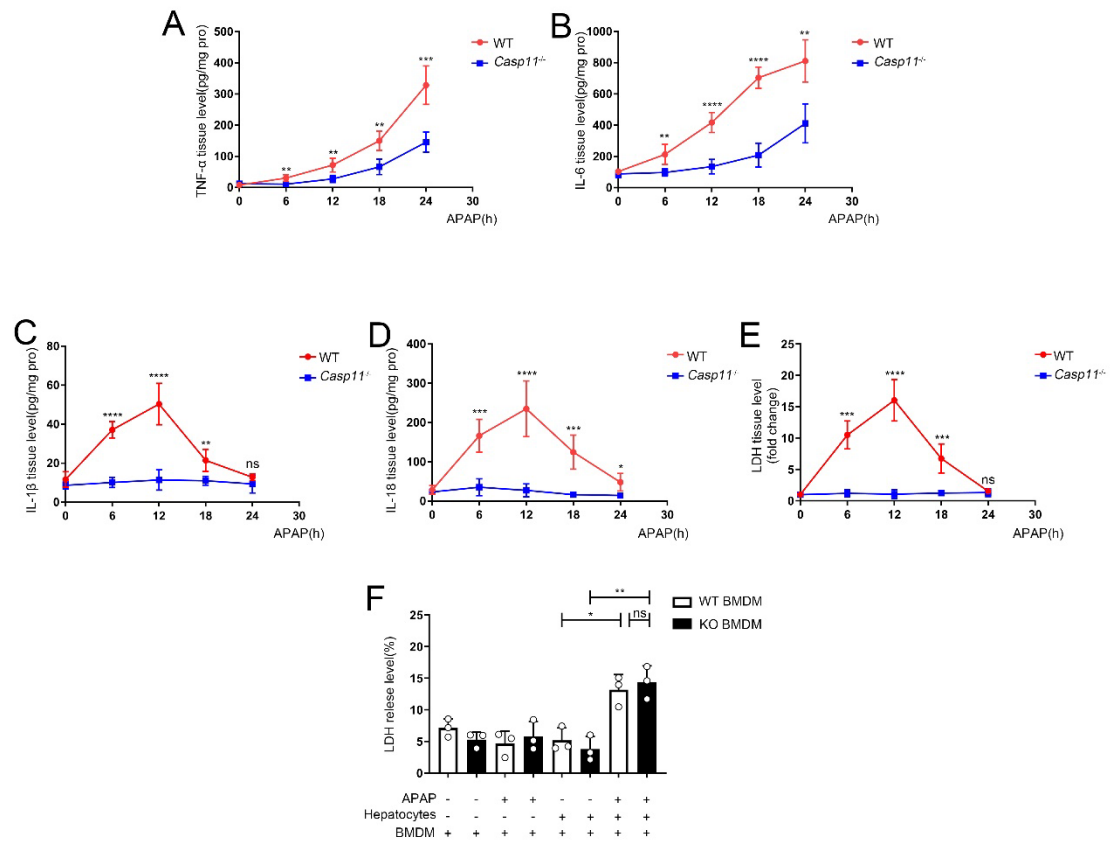 A
TNF-α tissue level(pg/mg pro)
500
400
300
200
100
0
** ** ** ***
0 6 12 18 24 30
APAP(h)
WT
Casp11-/-
B
IL-6 tissue level(pg/mg pro)
1000
800
600
400
200
0
** **** **** **
0 6 12 18 24 30
APAP(h)
WT
Casp11-/-
C
IL-1β tissue level(pg/mg pro)
80
60
40
20
0
**** **** ** ns
0 6 12 18 24 30
APAP(h)
WT
Casp11-/-
D
IL-18 tissue level(pg/mg pro)
400
300
200
100
0
*** **** *** *
0 6 12 18 24 30
APAP(h)
WT
Casp11-/-
E
LDH tissue level
(fold change)
25
20
15
10
5
0
*** **** *** ns
0 6 12 18 24 30
APAP(h)
WT
Casp11-/-
F
LDH relese level(%)
25
20
15
10
5
0
**
* ns
WT BMDM
KO BMDM
APAP - - + + - - + +
Hepatocytes - - - - + + + +
BMDM + + + + + + + +